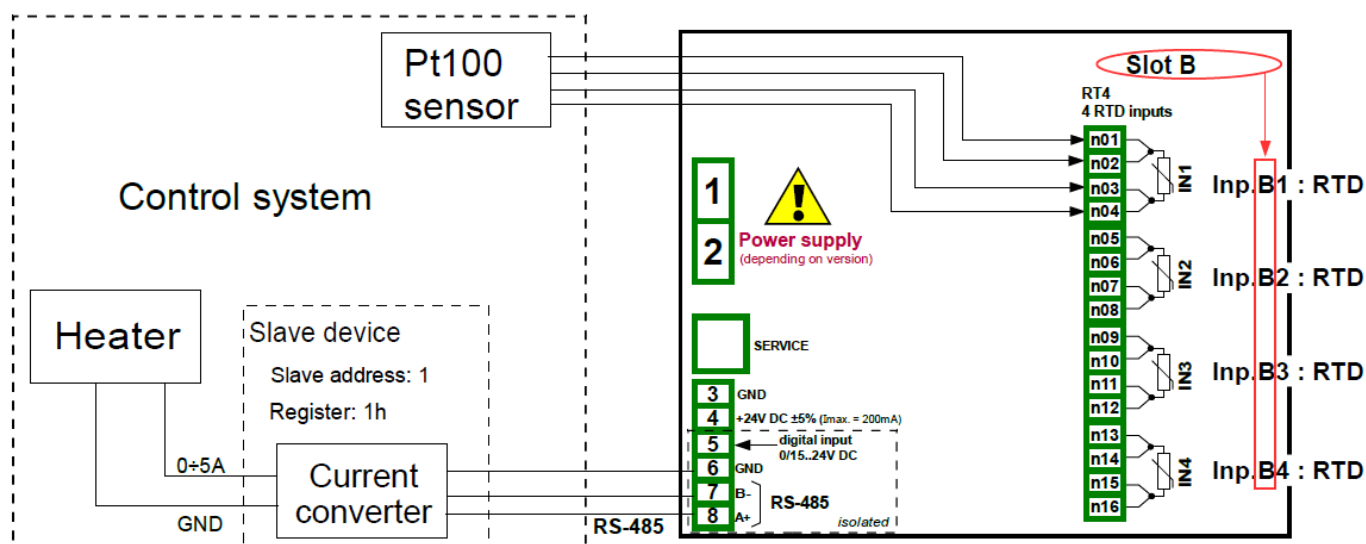 Pt100
sensor
Control system
Heater
Slave device
Slave address: 1
Register: 1h
0÷5A
GND
Current
converter
RS-485
1
2
Power supply
(depending on version)
SERVICE
3 GND
4 +24V DC ±5% (Imax. = 200mA)
5 digital input
0/15..24V DC
6 GND
7 B-
8 A+
RS-485
isolated
Slot B
RT4
4 RTD inputs
n01
n02
n03
n04
IN1
Inp.B1 : RTD
n05
n06
n07
n08
IN2
Inp.B2 : RTD
n09
n10
n11
n12
IN3
Inp.B3 : RTD
n13
n14
n15
n16
IN4
Inp.B4 : RTD